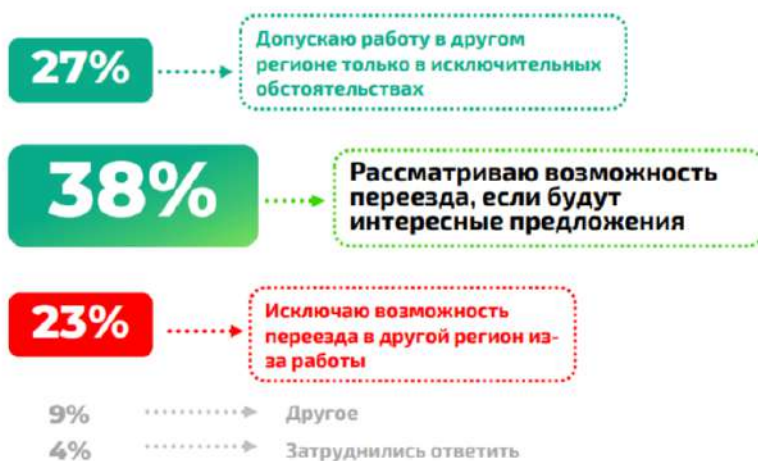 27%
Допускаю работу в другом
регионе только в исключительных
обстоятельствах
38%
Рассматриваю возможность
переезда, если будут
интересные предложения
23%
Исключаю возможность
переезда в другой регион из-
за работы
9% Другое
4% Затруднились ответить